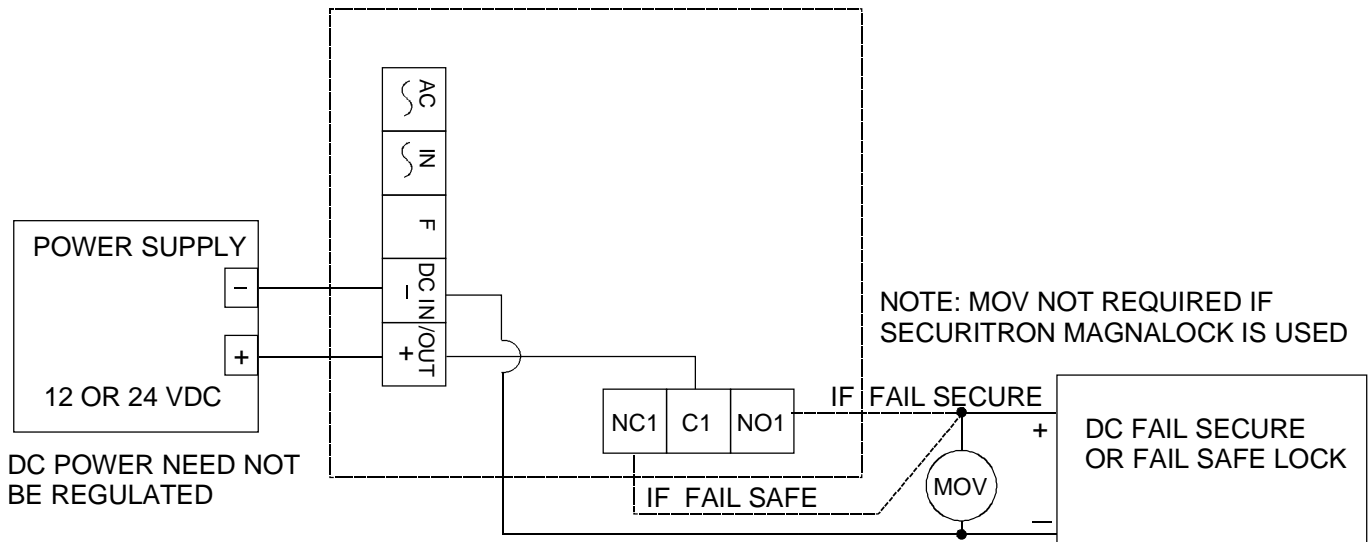 AC
IN
F
DC IN /OUT
−
+
POWER SUPPLY
−
+
12 OR 24 VDC
DC POWER NEED NOT
BE REGULATED
NC1
C1
NO1
IF FAIL SECURE
IF FAIL SAFE
NOTE: MOV NOT REQUIRED IF
SECURITRON MAGNALOCK IS USED
MOV
+
−
DC FAIL SECURE
OR FAIL SAFE LOCK